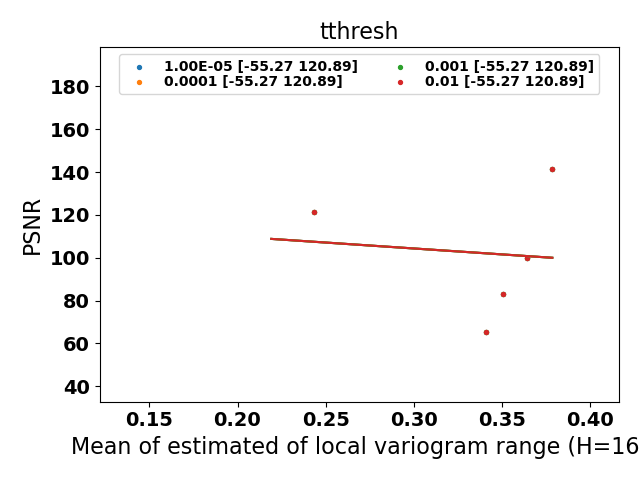 tthresh
1.00E-05 [-55.27 120.89]
0.0001 [-55.27 120.89]
0.001 [-55.27 120.89]
0.01 [-55.27 120.89]
PSNR
180
160
140
120
100
80
60
40
0.15 0.20 0.25 0.30 0.35 0.40
Mean of estimated of local variogram range (H=16